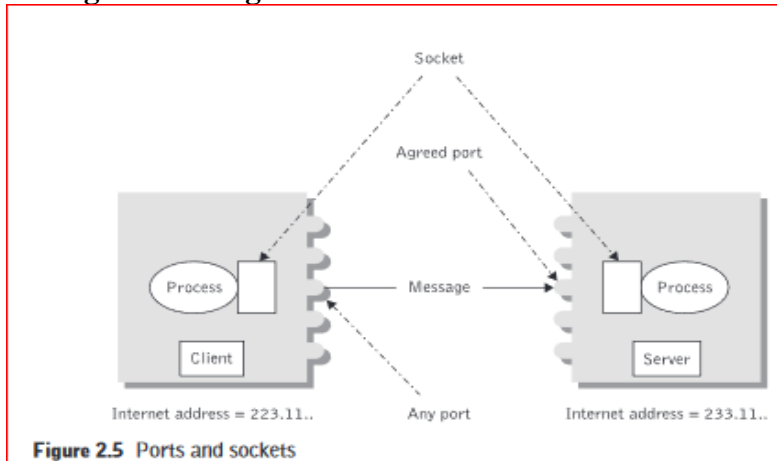 Socket
Agreed port
Process
Message
Process
Client
Server
Internet address = 223.11..
Any port
Internet address = 233.11..
Figure 2.5 Ports and sockets